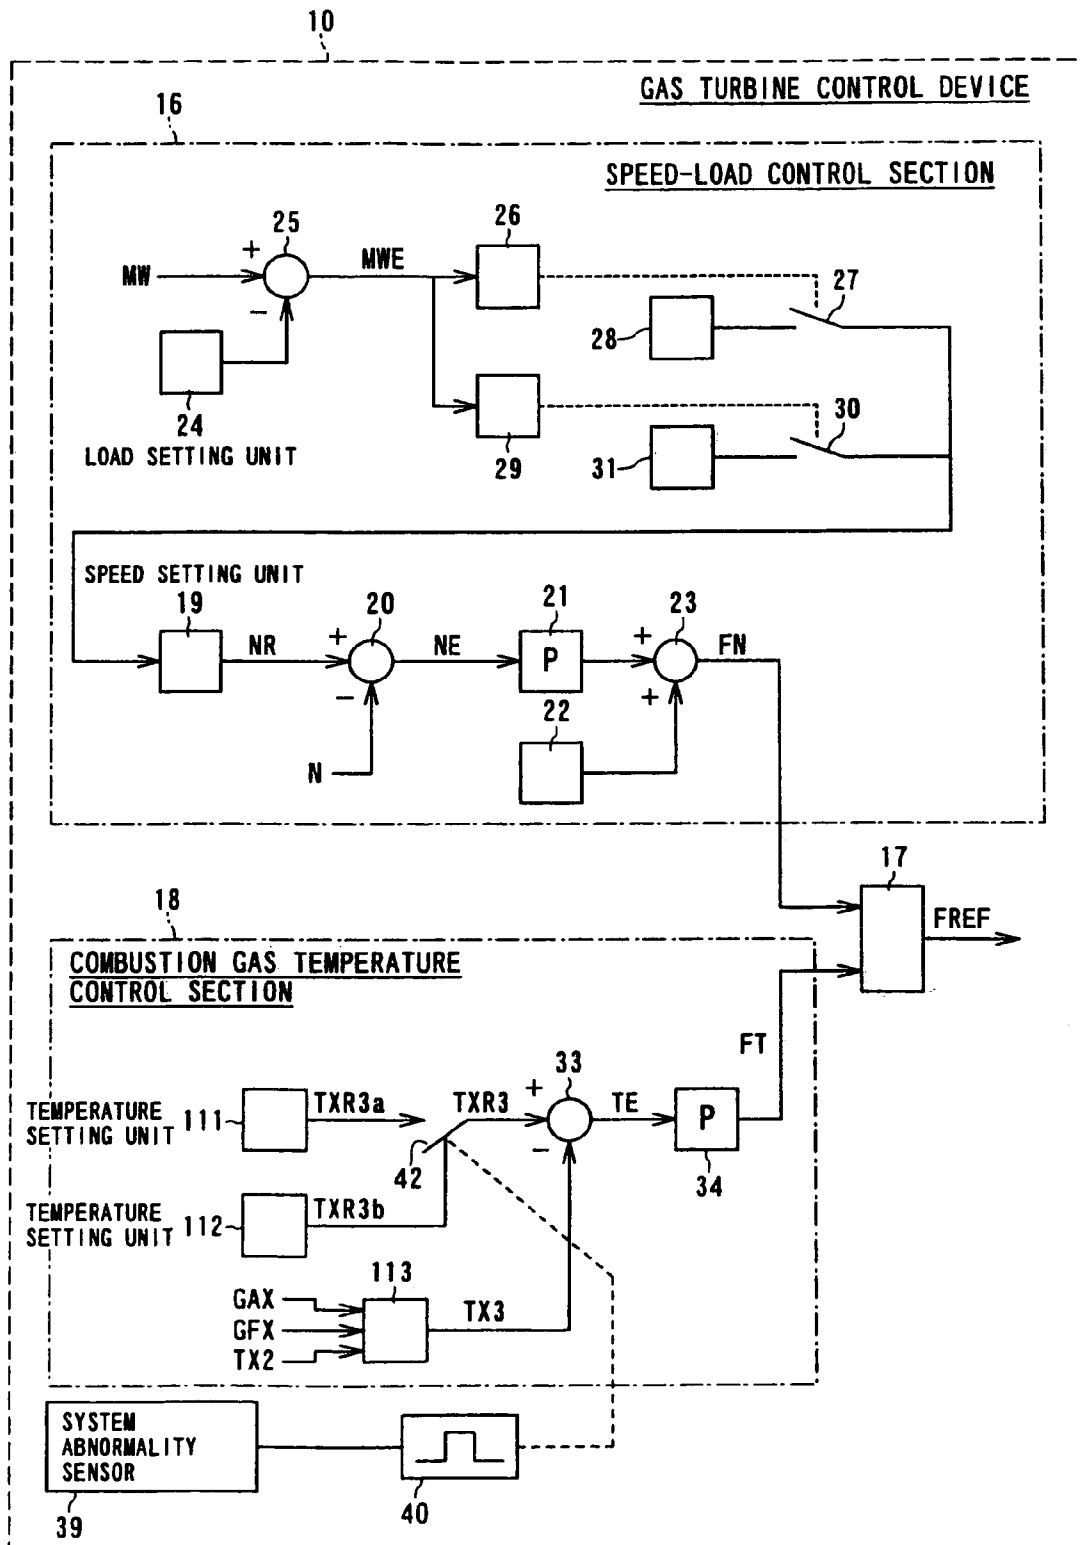 10
GAS TURBINE CONTROL DEVICE
16
SPEED-LOAD CONTROL SECTION
25
26
+
MW
MWE
27
−
28
24
LOAD SETTING UNIT
29
30
31
SPEED SETTING UNIT
19
20
21
23
+
NR
NE
P
+
FN
−
+
22
N
17
FREF
18
COMBUSTION GAS TEMPERATURE
CONTROL SECTION
FT
33
+
TEMPERATURE
SETTING UNIT
111
TXR3a
TXR3
TE
P
−
42
34
TEMPERATURE
SETTING UNIT
112
TXR3b
113
GAX
GFX
TX2
TX3
SYSTEM
ABNORMALITY
SENSOR
39
40